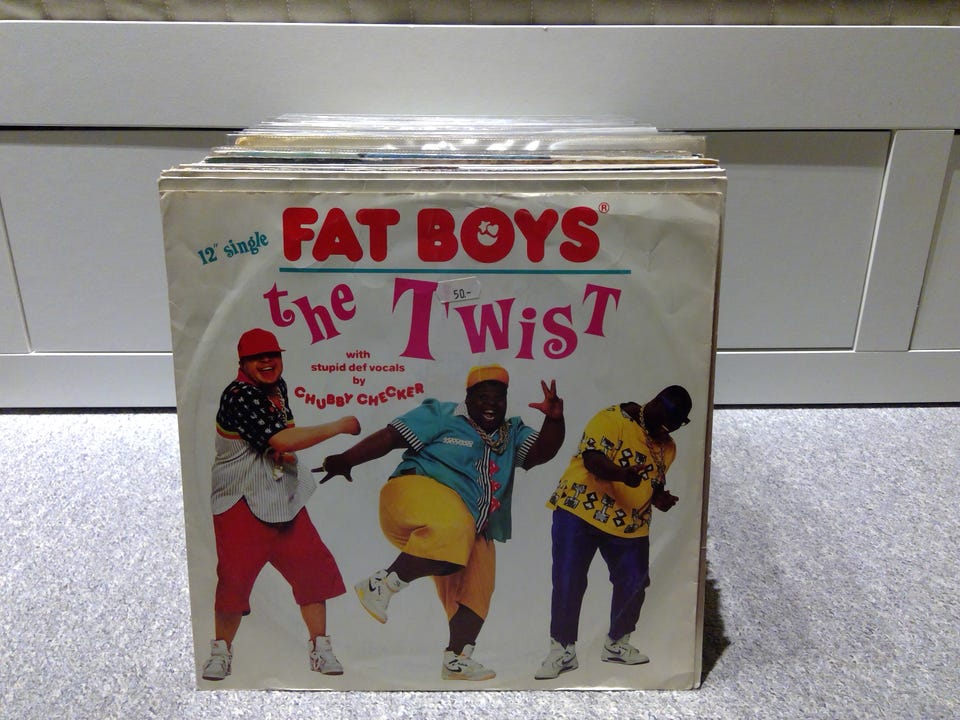 12" single
FAT BOYS®
the TWiST
50.-
with
stupid def vocals
by
CHUBBY CHECKER